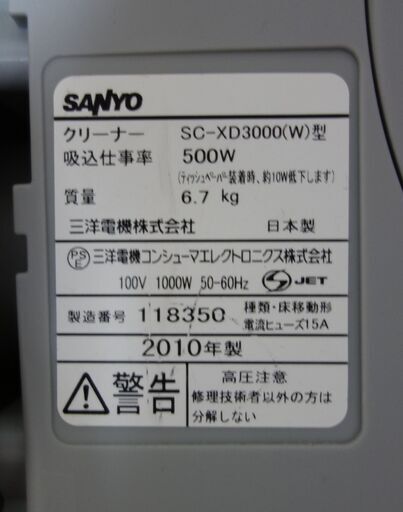 SANYO
クリーナー SC-XD3000(W)型
吸込仕事率 500W
(ティッシュペーパー装着時、約10W低下します)
質量 6.7 kg
三洋電機株式会社 日本製
PSE 三洋電機コンシューマエレクトロニクス株式会社
100V 1000W 50-60Hz S JET
製造番号 118350 種類・床移動形
電流ヒューズ15A
2010年製
警告 高圧注意
修理技術者以外の方は
分解しない